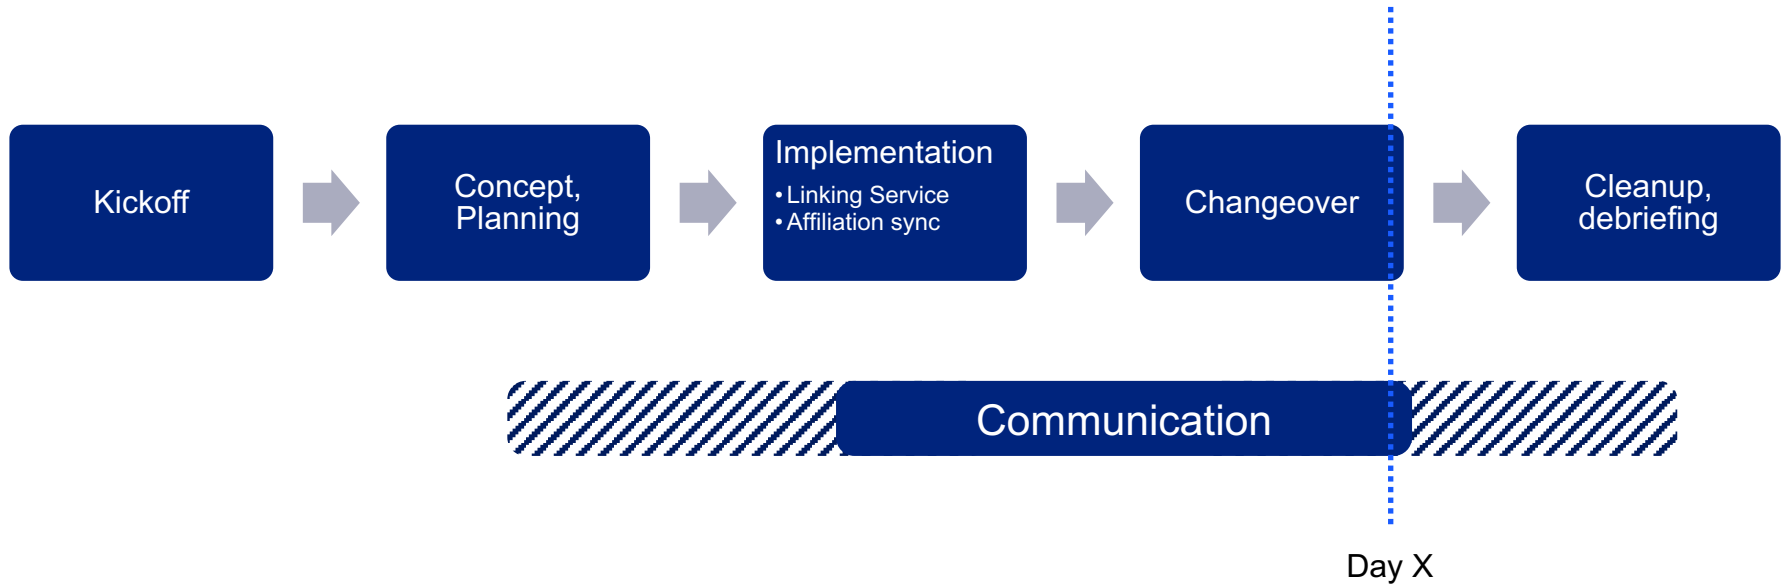 Kickoff
Concept,
Planning
Implementation
• Linking Service
• Affiliation sync
Changeover
Cleanup,
debriefing
Communication
Day X